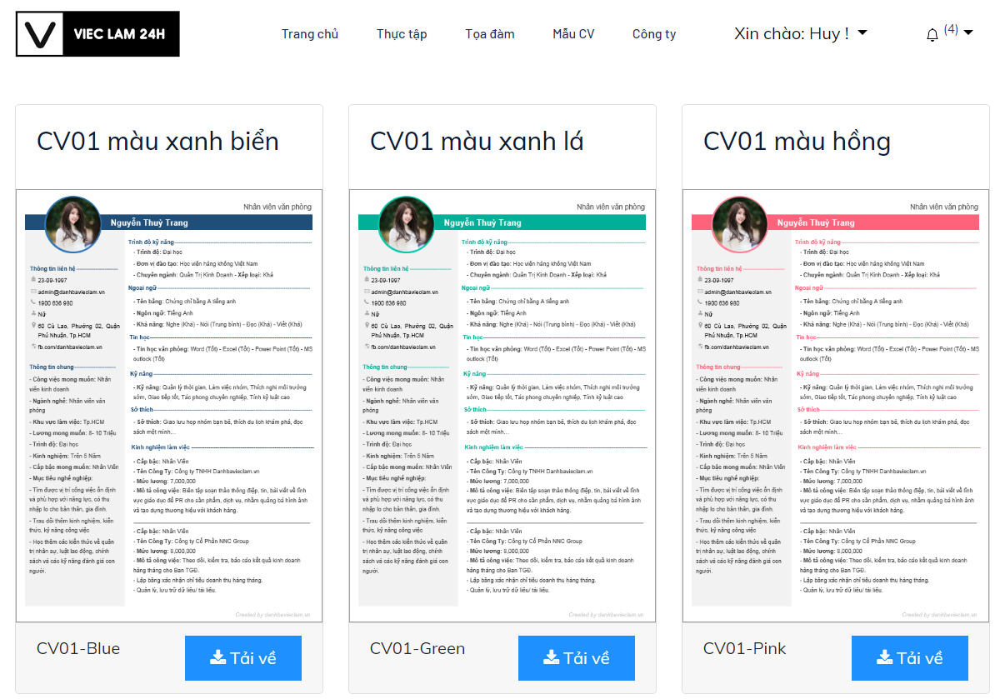 V VIEC LAM 24H
Trang chủ
Thực tập
Tọa đàm
Mẫu CV
Công ty
Xin chào: Huy !
(4)
CV01 màu xanh biển
Nhân viên văn phòng
Nguyễn Thuỳ Trang
Thông tin liên hệ
23-09-1997
admin@danhbavieclam.vn
1900 636 980
Nữ
60 Cù Lao, Phường 02, Quận
Phú Nhuận, Tp.HCM
fb.com/danhbavieclam.vn
Thông tin chung
- Công việc mong muốn: Nhân
viên kinh doanh
- Ngành nghề: Nhân viên văn
phòng
- Khu vực làm việc: Tp.HCM
- Lương mong muốn: 8- 10 Triệu
- Trình độ: Đại học
- Kinh nghiệm: Trên 5 Năm
- Cấp bậc mong muốn: Nhân Viên
- Mục tiêu nghề nghiệp:
- Tìm được vị trí công việc ổn định
và phù hợp với năng lực, có thu
nhập lo cho bản thân, gia đình.
- Trau dồi thêm kinh nghiệm, kiến
thức, kỹ năng công việc
- Học thêm các kiến thức về quản
trị nhân sự, luật lao động, chính
sách và các kỹ năng đánh giá con
người.
Trình độ kỹ năng
- Trình độ: Đại học
- Đơn vị đào tạo: Học viên hàng không Việt Nam
- Chuyên ngành: Quản Trị Kinh Doanh - Xếp loại: Khá
Ngoại ngữ
- Tên bằng: Chứng chỉ bằng A tiếng anh
- Ngôn ngữ: Tiếng Anh
- Khả năng: Nghe (Khá) - Nói (Trung bình) - Đọc (Khá) - Viết (Khá)
Tin học
- Tin học văn phòng: Word (Tốt) - Excel (Tốt) - Power Point (Tốt) - MS
outlock (Tốt)
Kỹ năng
- Kỹ năng: Quản lý thời gian, Làm việc nhóm, Thích nghi môi trường
sớm, Giao tiếp tốt, Tác phong chuyên nghiệp, Tính kỷ luật cao
Sở thích
- Sở thích: Giao lưu họp nhóm bạn bè, thích du lịch khám phá, đọc
sách một mình...
Kinh nghiệm làm việc
- Cấp bậc: Nhân Viên
- Tên Công Ty: Công ty TNHH Danhbavieclam.vn
- Mức lương: 7,000,000
- Mô tả công việc: Biên tập soạn thảo thông điệp, tin, bài viết về lĩnh
vực giáo dục để PR cho sản phẩm, dịch vụ, nhằm quảng bá hình ảnh
và tạo dựng thương hiệu với khách hàng.
- Cấp bậc: Nhân Viên
- Tên Công Ty: Công ty Cổ Phần NNC Group
- Mức lương: 8,000,000
- Mô tả công việc: Theo dõi, kiểm tra, báo cáo kết quả kinh doanh
hàng tháng cho Ban TGĐ.
- Lập bảng xác nhận chỉ tiêu doanh thu hàng tháng.
- Quản lý, lưu trữ dữ liệu/ tài liệu.
Created by danhbavieclam.vn
CV01-Blue
Tải về
CV01 màu xanh lá
Nhân viên văn phòng
Nguyễn Thuỳ Trang
Thông tin liên hệ
23-09-1997
admin@danhbavieclam.vn
1900 636 980
Nữ
60 Cù Lao, Phường 02, Quận
Phú Nhuận, Tp.HCM
fb.com/danhbavieclam.vn
Thông tin chung
- Công việc mong muốn: Nhân
viên kinh doanh
- Ngành nghề: Nhân viên văn
phòng
- Khu vực làm việc: Tp.HCM
- Lương mong muốn: 8- 10 Triệu
- Trình độ: Đại học
- Kinh nghiệm: Trên 5 Năm
- Cấp bậc mong muốn: Nhân Viên
- Mục tiêu nghề nghiệp:
- Tìm được vị trí công việc ổn định
và phù hợp với năng lực, có thu
nhập lo cho bản thân, gia đình.
- Trau dồi thêm kinh nghiệm, kiến
thức, kỹ năng công việc
- Học thêm các kiến thức về quản
trị nhân sự, luật lao động, chính
sách và các kỹ năng đánh giá con
người.
Trình độ kỹ năng
- Trình độ: Đại học
- Đơn vị đào tạo: Học viên hàng không Việt Nam
- Chuyên ngành: Quản Trị Kinh Doanh - Xếp loại: Khá
Ngoại ngữ
- Tên bằng: Chứng chỉ bằng A tiếng anh
- Ngôn ngữ: Tiếng Anh
- Khả năng: Nghe (Khá) - Nói (Trung bình) - Đọc (Khá) - Viết (Khá)
Tin học
- Tin học văn phòng: Word (Tốt) - Excel (Tốt) - Power Point (Tốt) - MS
outlock (Tốt)
Kỹ năng
- Kỹ năng: Quản lý thời gian, Làm việc nhóm, Thích nghi môi trường
sớm, Giao tiếp tốt, Tác phong chuyên nghiệp, Tính kỷ luật cao
Sở thích
- Sở thích: Giao lưu họp nhóm bạn bè, thích du lịch khám phá, đọc
sách một mình...
Kinh nghiệm làm việc
- Cấp bậc: Nhân Viên
- Tên Công Ty: Công ty TNHH Danhbavieclam.vn
- Mức lương: 7,000,000
- Mô tả công việc: Biên tập soạn thảo thông điệp, tin, bài viết về lĩnh
vực giáo dục để PR cho sản phẩm, dịch vụ, nhằm quảng bá hình ảnh
và tạo dựng thương hiệu với khách hàng.
- Cấp bậc: Nhân Viên
- Tên Công Ty: Công ty Cổ Phần NNC Group
- Mức lương: 8,000,000
- Mô tả công việc: Theo dõi, kiểm tra, báo cáo kết quả kinh doanh
hàng tháng cho Ban TGĐ.
- Lập bảng xác nhận chỉ tiêu doanh thu hàng tháng.
- Quản lý, lưu trữ dữ liệu/ tài liệu.
Created by danhbavieclam.vn
CV01-Green
Tải về
CV01 màu hồng
Nhân viên văn phòng
Nguyễn Thuỳ Trang
Thông tin liên hệ
23-09-1997
admin@danhbavieclam.vn
1900 636 980
Nữ
60 Cù Lao, Phường 02, Quận
Phú Nhuận, Tp.HCM
fb.com/danhbavieclam.vn
Thông tin chung
- Công việc mong muốn: Nhân
viên kinh doanh
- Ngành nghề: Nhân viên văn
phòng
- Khu vực làm việc: Tp.HCM
- Lương mong muốn: 8- 10 Triệu
- Trình độ: Đại học
- Kinh nghiệm: Trên 5 Năm
- Cấp bậc mong muốn: Nhân Viên
- Mục tiêu nghề nghiệp:
- Tìm được vị trí công việc ổn định
và phù hợp với năng lực, có thu
nhập lo cho bản thân, gia đình.
- Trau dồi thêm kinh nghiệm, kiến
thức, kỹ năng công việc
- Học thêm các kiến thức về quản
trị nhân sự, luật lao động, chính
sách và các kỹ năng đánh giá con
người.
Trình độ kỹ năng
- Trình độ: Đại học
- Đơn vị đào tạo: Học viên hàng không Việt Nam
- Chuyên ngành: Quản Trị Kinh Doanh - Xếp loại: Khá
Ngoại ngữ
- Tên bằng: Chứng chỉ bằng A tiếng anh
- Ngôn ngữ: Tiếng Anh
- Khả năng: Nghe (Khá) - Nói (Trung bình) - Đọc (Khá) - Viết (Khá)
Tin học
- Tin học văn phòng: Word (Tốt) - Excel (Tốt) - Power Point (Tốt) - MS
outlock (Tốt)
Kỹ năng
- Kỹ năng: Quản lý thời gian, Làm việc nhóm, Thích nghi môi trường
sớm, Giao tiếp tốt, Tác phong chuyên nghiệp, Tính kỷ luật cao
Sở thích
- Sở thích: Giao lưu họp nhóm bạn bè, thích du lịch khám phá, đọc
sách một mình...
Kinh nghiệm làm việc
- Cấp bậc: Nhân Viên
- Tên Công Ty: Công ty TNHH Danhbavieclam.vn
- Mức lương: 7,000,000
- Mô tả công việc: Biên tập soạn thảo thông điệp, tin, bài viết về lĩnh
vực giáo dục để PR cho sản phẩm, dịch vụ, nhằm quảng bá hình ảnh
và tạo dựng thương hiệu với khách hàng.
- Cấp bậc: Nhân Viên
- Tên Công Ty: Công ty Cổ Phần NNC Group
- Mức lương: 8,000,000
- Mô tả công việc: Theo dõi, kiểm tra, báo cáo kết quả kinh doanh
hàng tháng cho Ban TGĐ.
- Lập bảng xác nhận chỉ tiêu doanh thu hàng tháng.
- Quản lý, lưu trữ dữ liệu/ tài liệu.
Created by danhbavieclam.vn
CV01-Pink
Tải về